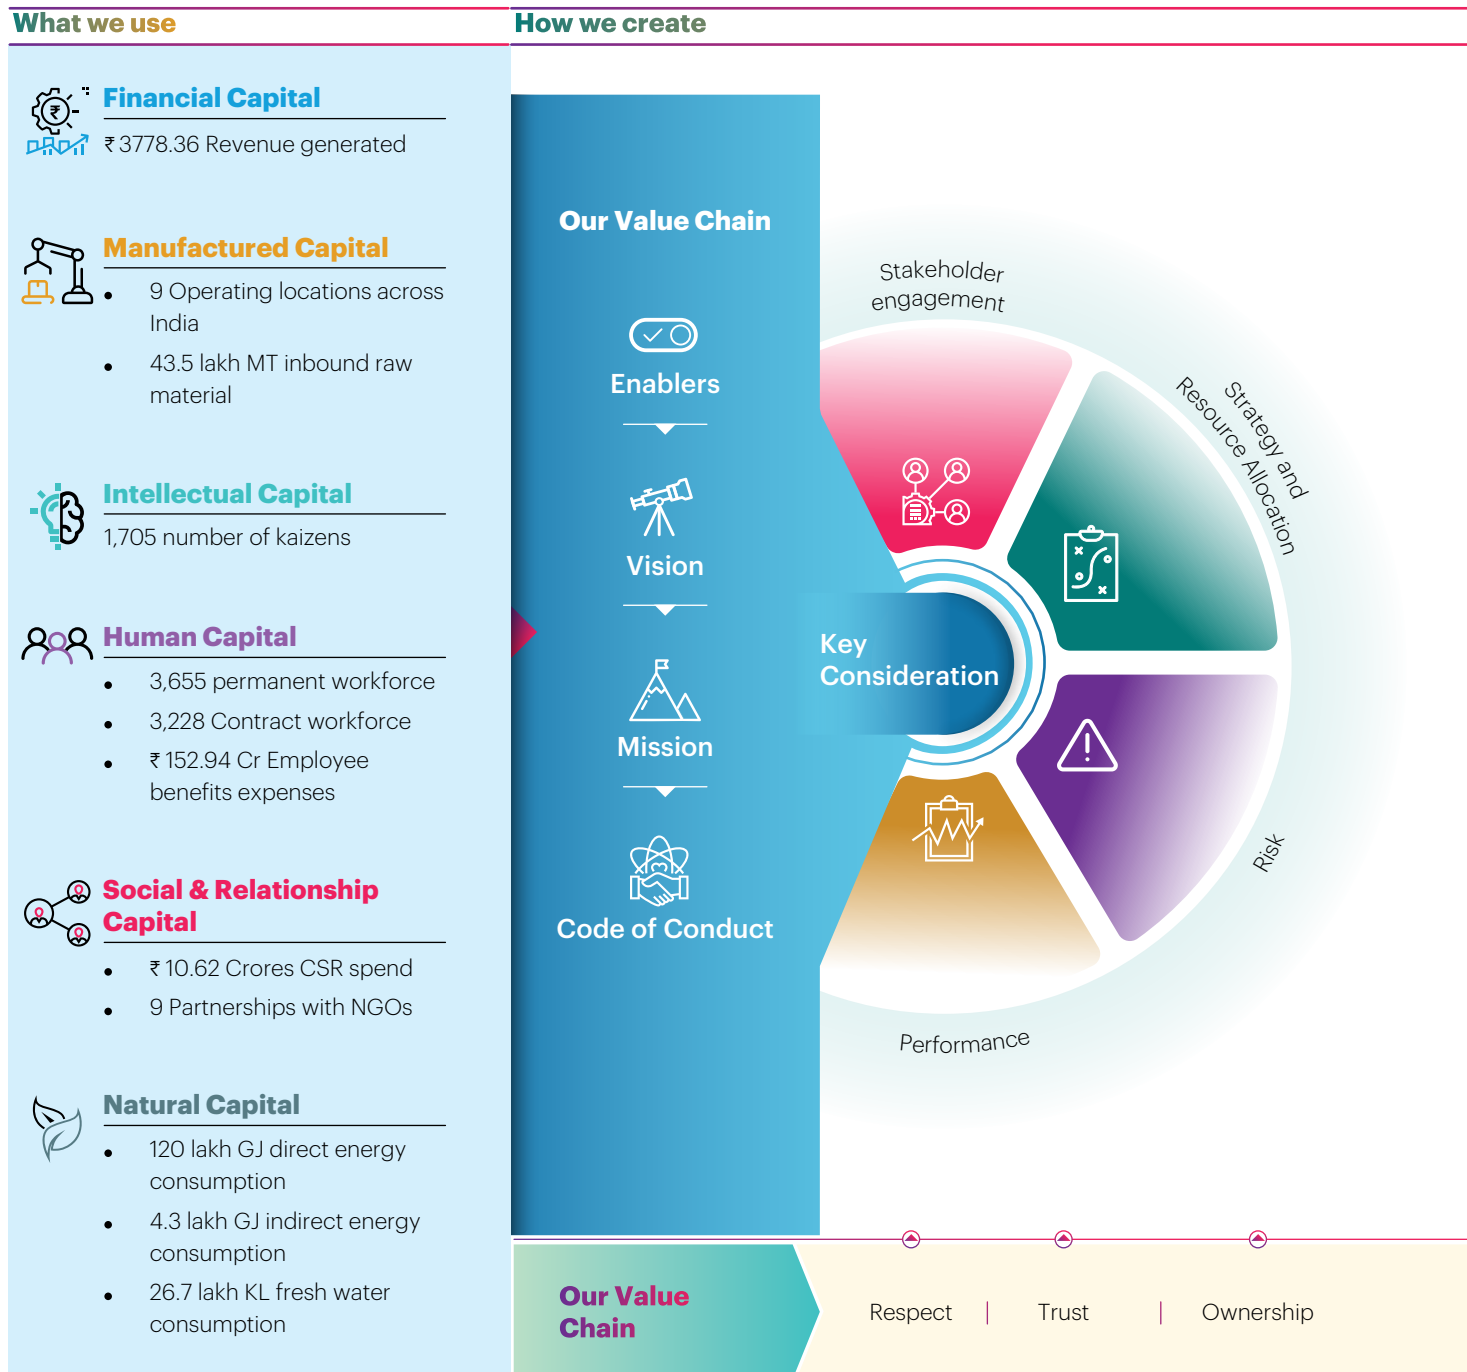 What we use
How we create
Financial Capital
₹ 3778.36 Revenue generated
Manufactured Capital
• 9 Operating locations across
India
• 43.5 lakh MT inbound raw
material
Intellectual Capital
1,705 number of kaizens
Human Capital
• 3,655 permanent workforce
• 3,228 Contract workforce
• ₹ 152.94 Cr Employee
benefits expenses
Social & Relationship
Capital
• ₹ 10.62 Crores CSR spend
• 9 Partnerships with NGOs
Natural Capital
• 120 lakh GJ direct energy
consumption
• 4.3 lakh GJ indirect energy
consumption
• 26.7 lakh KL fresh water
consumption
Our Value Chain
Enablers
Vision
Mission
Code of Conduct
Key
Consideration
Stakeholder
engagement
Strategy and
Resource Allocation
Risk
Performance
Our Value
Chain
Respect | Trust | Ownership